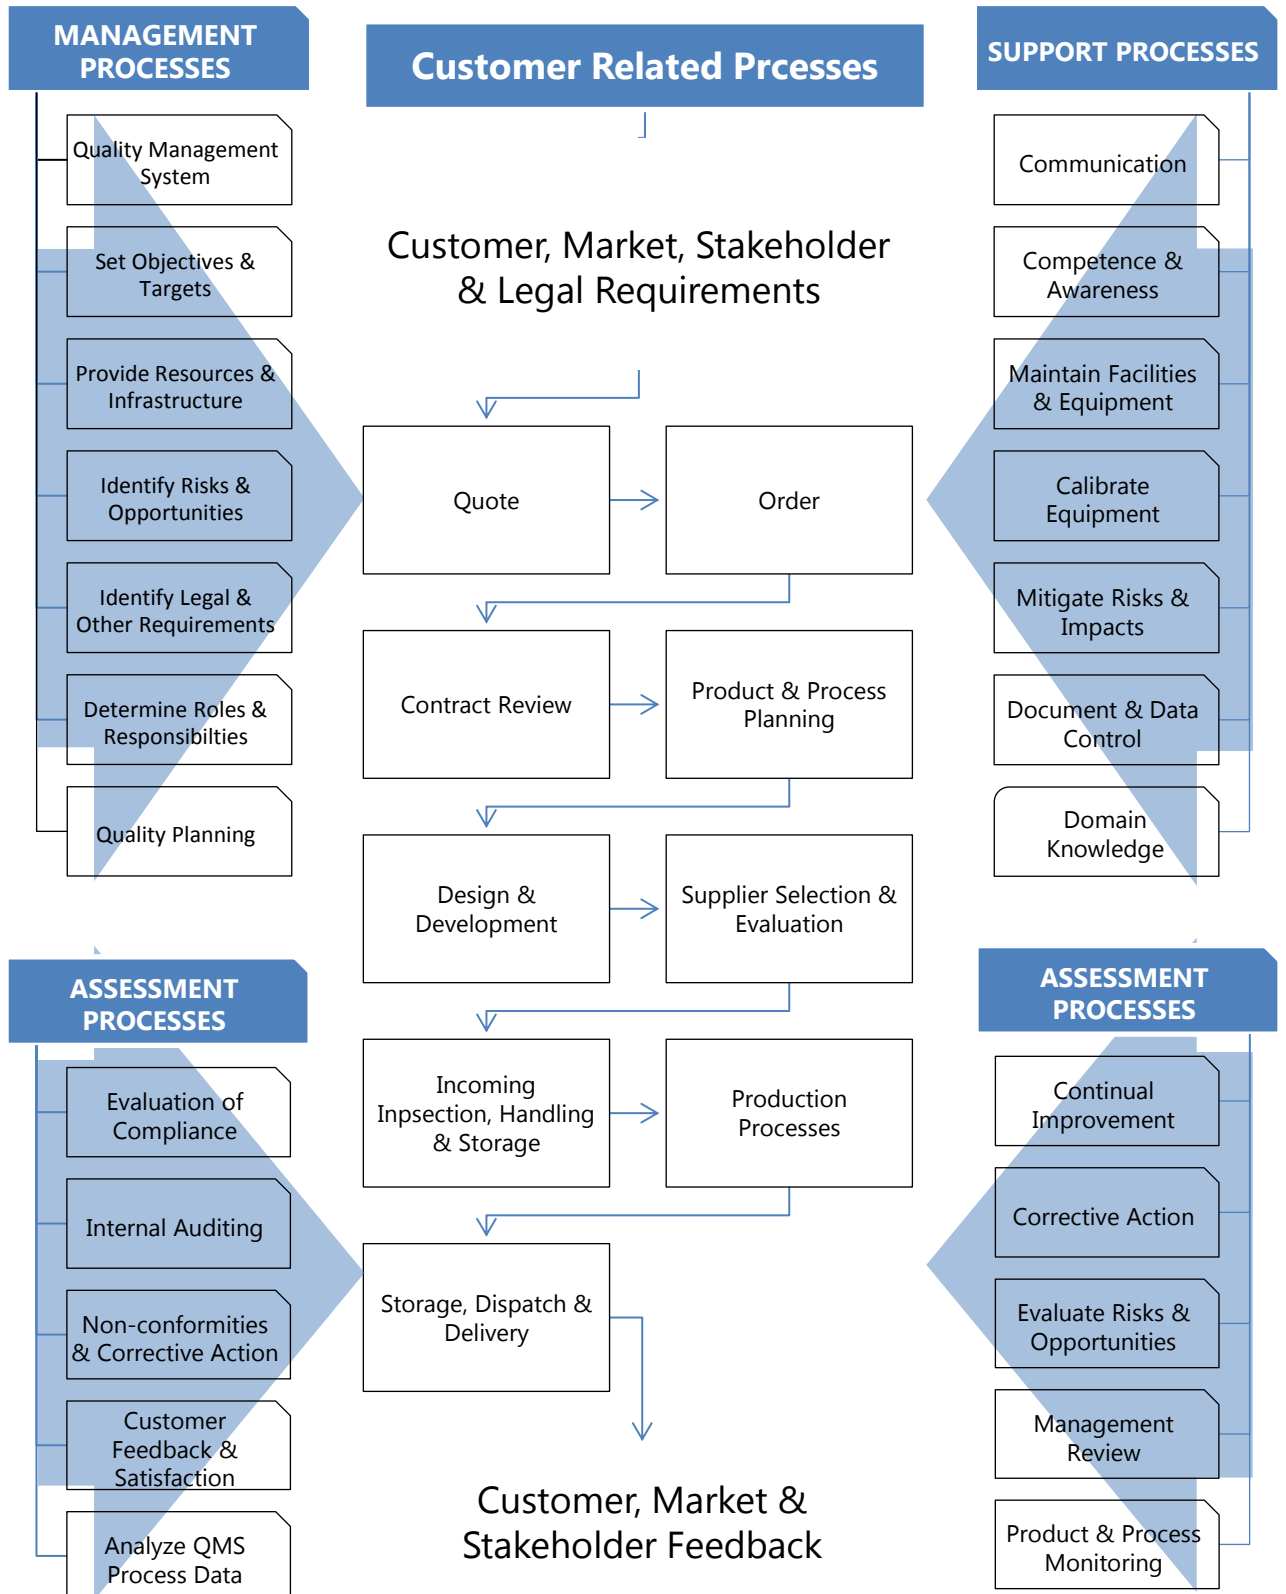 MANAGEMENT
PROCESSES
Quality Management
System
Set Objectives &
Targets
Provide Resources &
Infrastructure
Identify Risks &
Opportunities
Identify Legal &
Other Requirements
Determine Roles &
Responsibilties
Quality Planning
ASSESSMENT
PROCESSES
Evaluation of
Compliance
Internal Auditing
Non-conformities
& Corrective Action
Customer
Feedback &
Satisfaction
Analyze QMS
Process Data
Customer Related Prcesses
Customer, Market, Stakeholder
& Legal Requirements
Quote
Order
Contract Review
Product & Process
Planning
Design &
Development
Supplier Selection &
Evaluation
Incoming
Inpsection, Handling
& Storage
Production
Processes
Storage, Dispatch &
Delivery
Customer, Market &
Stakeholder Feedback
SUPPORT PROCESSES
Communication
Competence &
Awareness
Maintain Facilities
& Equipment
Calibrate
Equipment
Mitigate Risks &
Impacts
Document & Data
Control
Domain
Knowledge
ASSESSMENT
PROCESSES
Continual
Improvement
Corrective Action
Evaluate Risks &
Opportunities
Management
Review
Product & Process
Monitoring